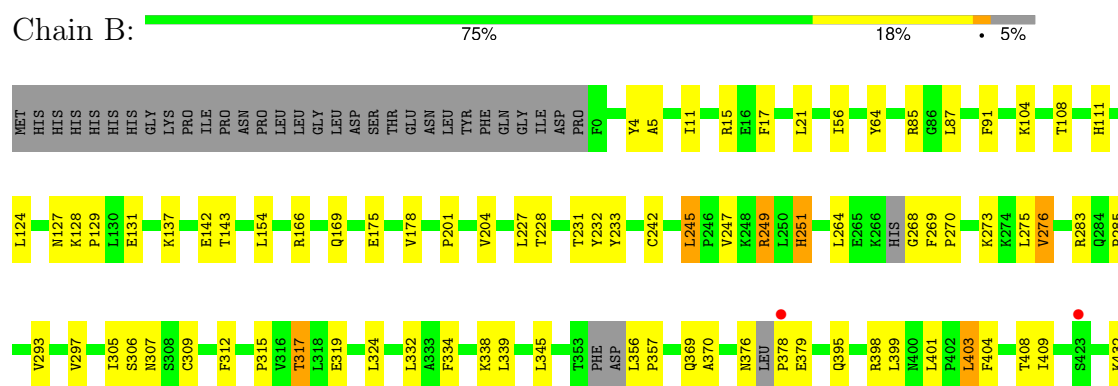 Chain B:
75% 18% • 5%
MET HIS HIS HIS HIS HIS HIS GLY LYS PRO ILE PRO ASN PRO LEU LEU GLY LEU ASP SER THR GLU ASN LEU TYR PHE GLN GLY ILE ASP PRO F0 Y4 A5 I11 R15 E16 F17 L21 I56 Y64 R85 G86 L87 F91 K104 T108 H111
L124 N127 K128 P129 L130 E131 K137 E142 T143 L154 R166 Q169 E175 V178 P201 V204 L227 T228 T231 Y232 Y233 C242 L245 P246 V247 K248 R249 L250 H251 L264 E265 K266 HIS G268 F269 P270 K273 K274 L275 V276 R283 Q284
V293 V297 I305 S306 N307 S308 C309 F312 P315 V316 T317 L318 E319 L324 L332 A333 F334 K338 L339 L345 T353 PHE ASP L356 P357 Q369 A370 N376 LEU P378 E379 Q395 R398 L399 N400 L401 P402 L403 F404 T408 I409 S423